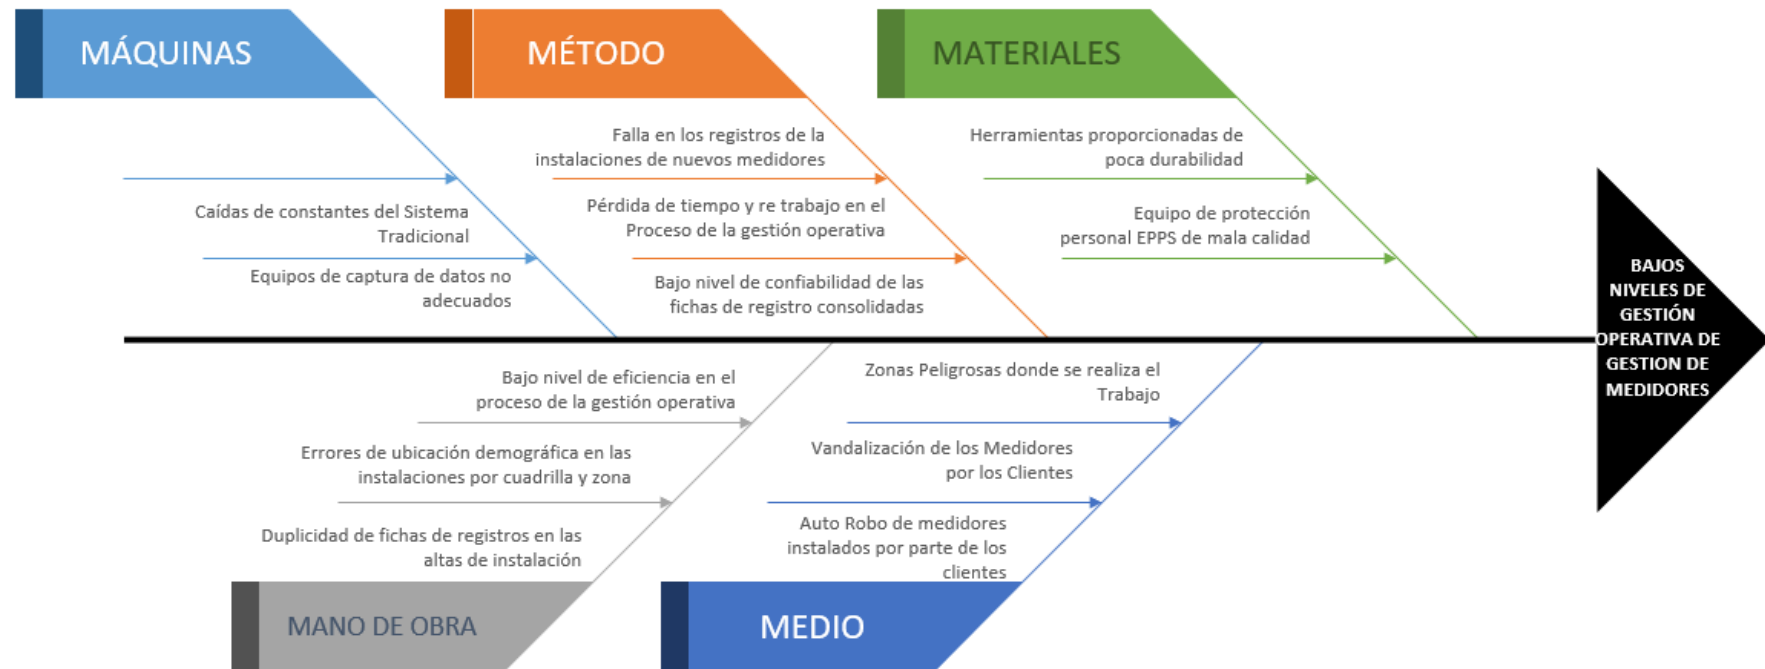 MÁQUINAS
Caídas de constantes del Sistema
Tradicional
Equipos de captura de datos no
adecuados
MÉTODO
Falla en los registros de la
instalaciones de nuevos medidores
Pérdida de tiempo y re trabajo en el
Proceso de la gestión operativa
Bajo nivel de confiabilidad de las
fichas de registro consolidadas
MATERIALES
Herramientas proporcionadas de
poca durabilidad
Equipo de protección
personal EPPS de mala calidad
BAJOS
NIVELES DE
GESTIÓN
OPERATIVA DE
GESTION DE
MEDIDORES
Bajo nivel de eficiencia en el
proceso de la gestión operativa
Errores de ubicación demográfica en las
instalaciones por cuadrilla y zona
Duplicidad de fichas de registros en las
altas de instalación
MANO DE OBRA
Zonas Peligrosas donde se realiza el
Trabajo
Vandalización de los Medidores
por los Clientes
Auto Robo de medidores
instalados por parte de los
clientes
MEDIO